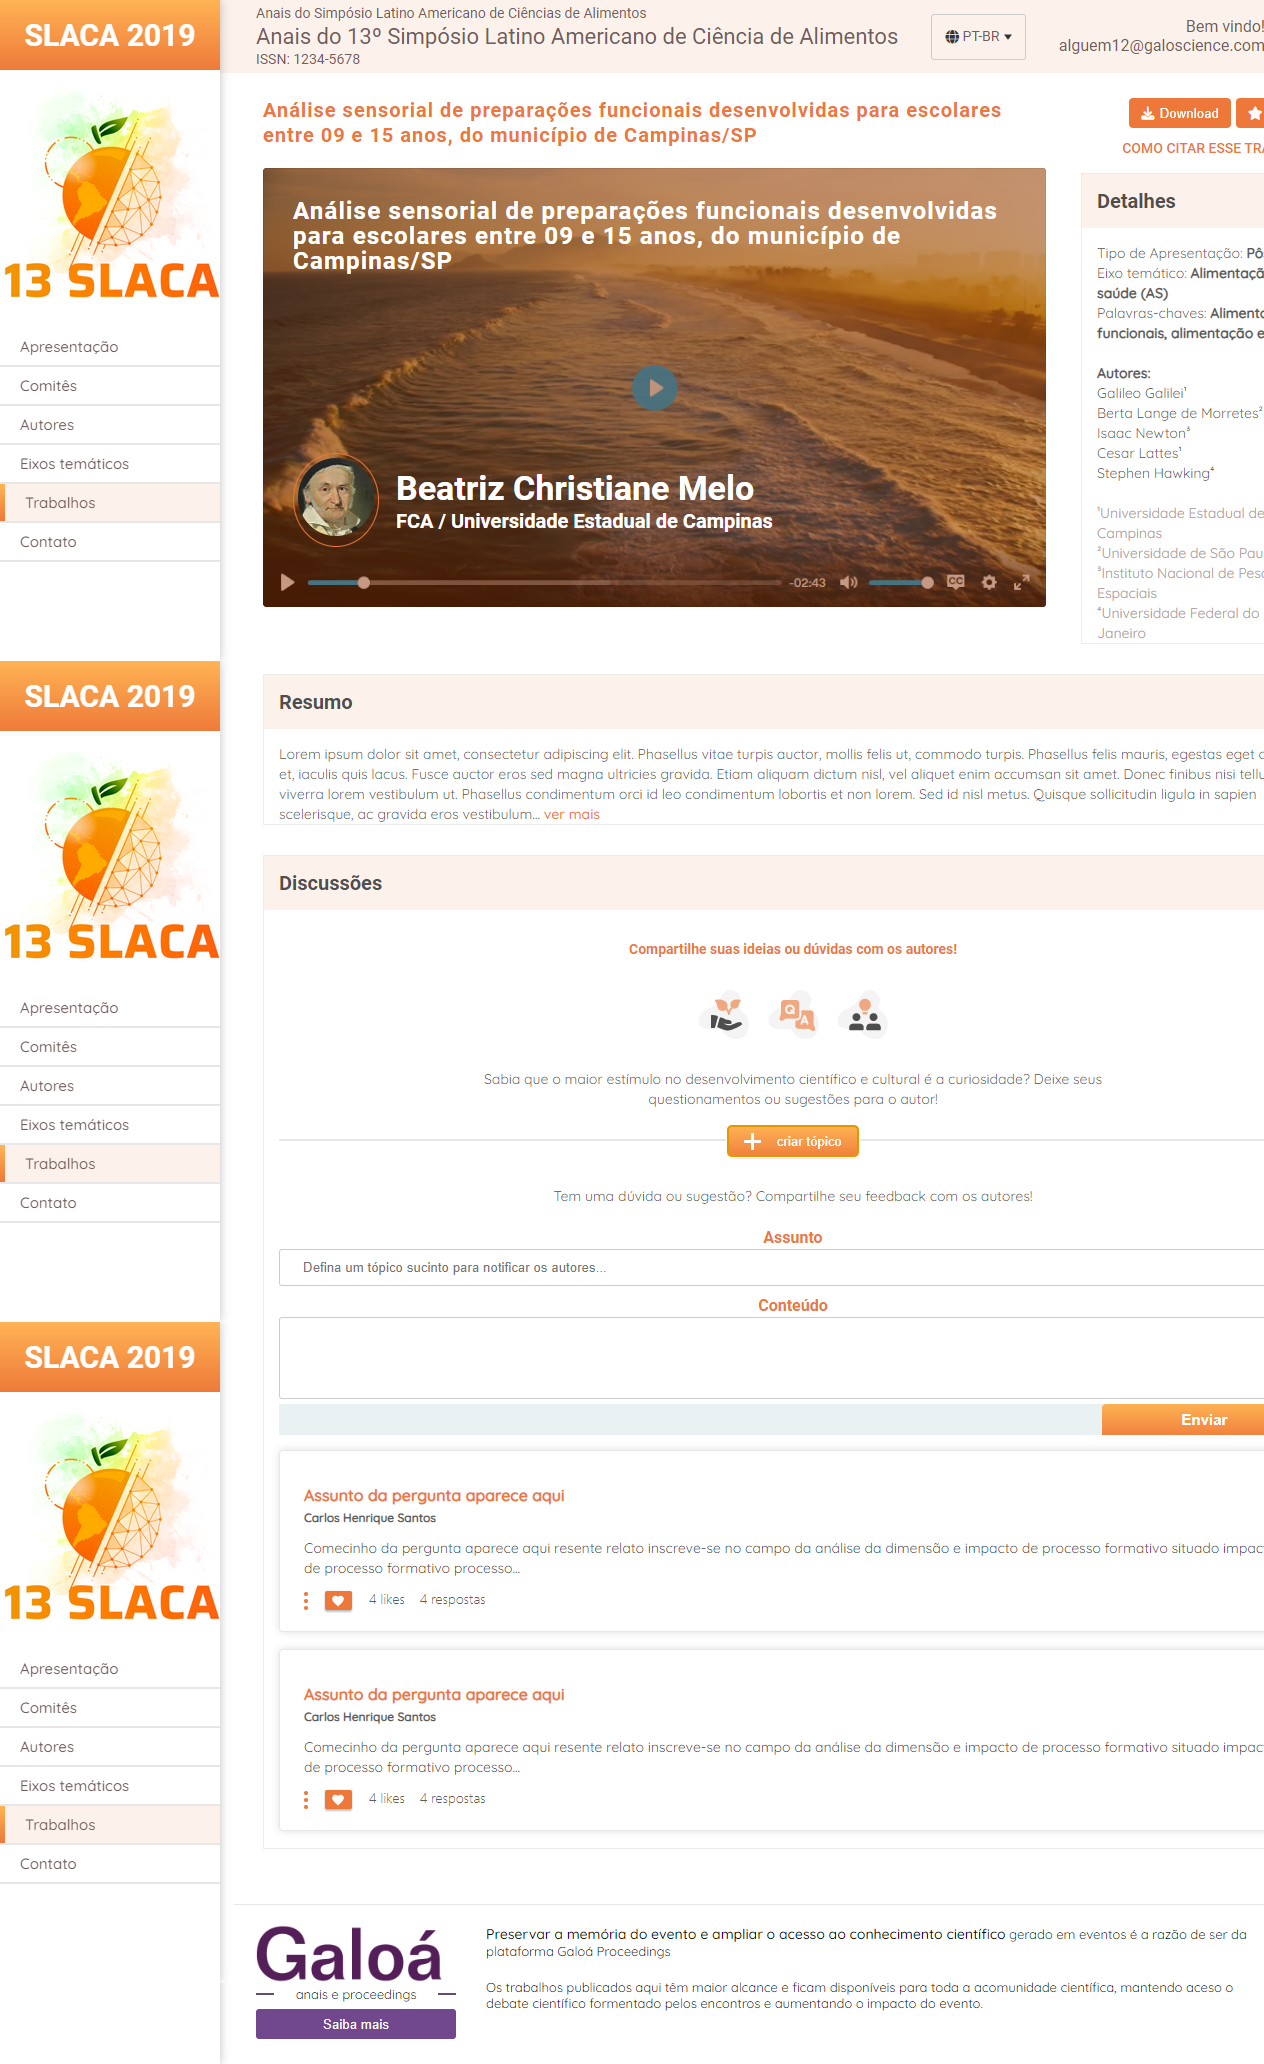 SLACA 2019
13 SLACA
Apresentação
Comitês
Autores
Eixos temáticos
Trabalhos
Contato
SLACA 2019
13 SLACA
Apresentação
Comitês
Autores
Eixos temáticos
Trabalhos
Contato
SLACA 2019
13 SLACA
Apresentação
Comitês
Autores
Eixos temáticos
Trabalhos
Contato
Anais do Simpósio Latino Americano de Ciências de Alimentos
Anais do 13º Simpósio Latino Americano de Ciência de Alimentos
ISSN: 1234-5678
PT-BR
Bem vindo!
alguem12@galoscience.com
Análise sensorial de preparações funcionais desenvolvidas para escolares
entre 09 e 15 anos, do município de Campinas/SP
Download
COMO CITAR ESSE TRA
Análise sensorial de preparações funcionais desenvolvidas
para escolares entre 09 e 15 anos, do município de
Campinas/SP
Beatriz Christiane Melo
FCA / Universidade Estadual de Campinas
-02:43
CC
Detalhes
Tipo de Apresentação: Pô
Eixo temático: Alimentaçã
saúde (AS)
Palavras-chaves: Alimento
funcionais, alimentação e
Autores:
Galileo Galilei¹
Berta Lange de Morretes²
Isaac Newton³
Cesar Lattes¹
Stephen Hawking⁴
¹Universidade Estadual de
Campinas
²Universidade de São Pau
³Instituto Nacional de Pesq
Espaciais
⁴Universidade Federal do
Janeiro
Resumo
Lorem ipsum dolor sit amet, consectetur adipiscing elit. Phasellus vitae turpis auctor, mollis felis ut, commodo turpis. Phasellus felis mauris, egestas eget
et, iaculis quis lacus. Fusce auctor eros sed magna ultricies gravida. Etiam aliquam dictum nisl, vel aliquet enim accumsan sit amet. Donec finibus nisi tellu
viverra lorem vestibulum ut. Phasellus condimentum orci id leo condimentum lobortis et non lorem. Sed id nisl metus. Quisque sollicitudin ligula in sapien
scelerisque, ac gravida eros vestibulum... ver mais
Discussões
Compartilhe suas ideias ou dúvidas com os autores!
Q A
Sabia que o maior estímulo no desenvolvimento científico e cultural é a curiosidade? Deixe seus
questionamentos ou sugestões para o autor!
criar tópico
Tem uma dúvida ou sugestão? Compartilhe seu feedback com os autores!
Assunto
Defina um tópico sucinto para notificar os autores...
Conteúdo
Enviar
Assunto da pergunta aparece aqui
Carlos Henrique Santos
Comecinho da pergunta aparece aqui resente relato inscreve-se no campo da análise da dimensão e impacto de processo formativo situado impac
de processo formativo processo...
4 likes 4 respostas
Assunto da pergunta aparece aqui
Carlos Henrique Santos
Comecinho da pergunta aparece aqui resente relato inscreve-se no campo da análise da dimensão e impacto de processo formativo situado impac
de processo formativo processo...
4 likes 4 respostas
Galoá
anais e proceedings
Saiba mais
Preservar a memória do evento e ampliar o acesso ao conhecimento científico gerado em eventos é a razão de ser da
plataforma Galoá Proceedings
Os trabalhos publicados aqui têm maior alcance e ficam disponíveis para toda a acomunidade científica, mantendo aceso o
debate científico formentado pelos encontros e aumentando o impacto do evento.